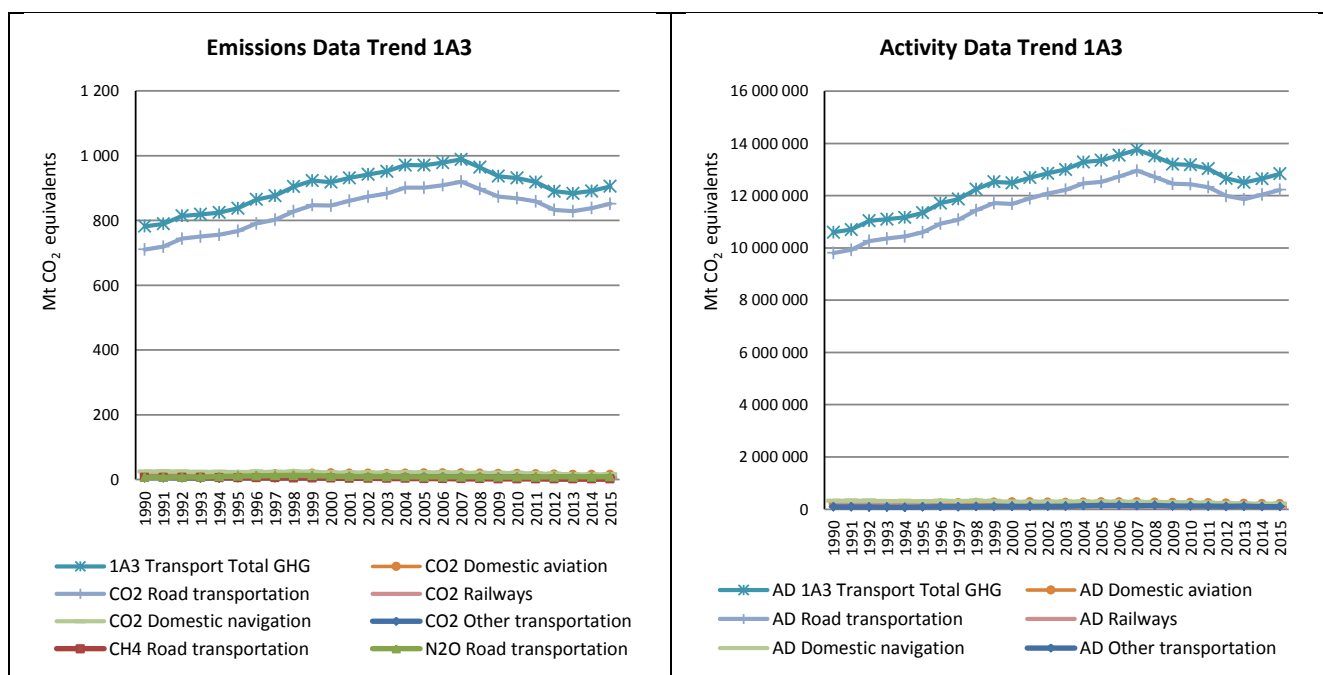 Emissions Data Trend 1A3
Mt CO₂ equivalents
1 200
1 000
800
600
400
200
0
1990
1991
1992
1993
1994
1995
1996
1997
1998
1999
2000
2001
2002
2003
2004
2005
2006
2007
2008
2009
2010
2011
2012
2013
2014
2015
1A3 Transport Total GHG
CO2 Domestic aviation
CO2 Road transportation
CO2 Railways
CO2 Domestic navigation
CO2 Other transportation
CH4 Road transportation
N2O Road transportation
Activity Data Trend 1A3
Mt CO₂ equivalents
16 000 000
14 000 000
12 000 000
10 000 000
8 000 000
6 000 000
4 000 000
2 000 000
0
1990
1991
1992
1993
1994
1995
1996
1997
1998
1999
2000
2001
2002
2003
2004
2005
2006
2007
2008
2009
2010
2011
2012
2013
2014
2015
AD 1A3 Transport Total GHG
AD Domestic aviation
AD Road transportation
AD Railways
AD Domestic navigation
AD Other transportation